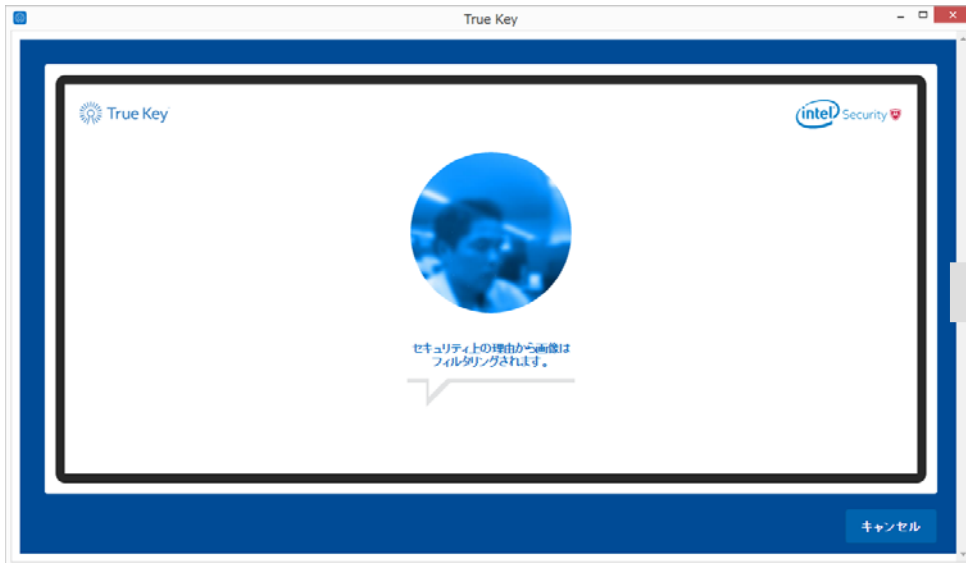 True Key
True Key
intel Security
セキュリティ上の理由から画像は
フィルタリングされます。
キャンセル